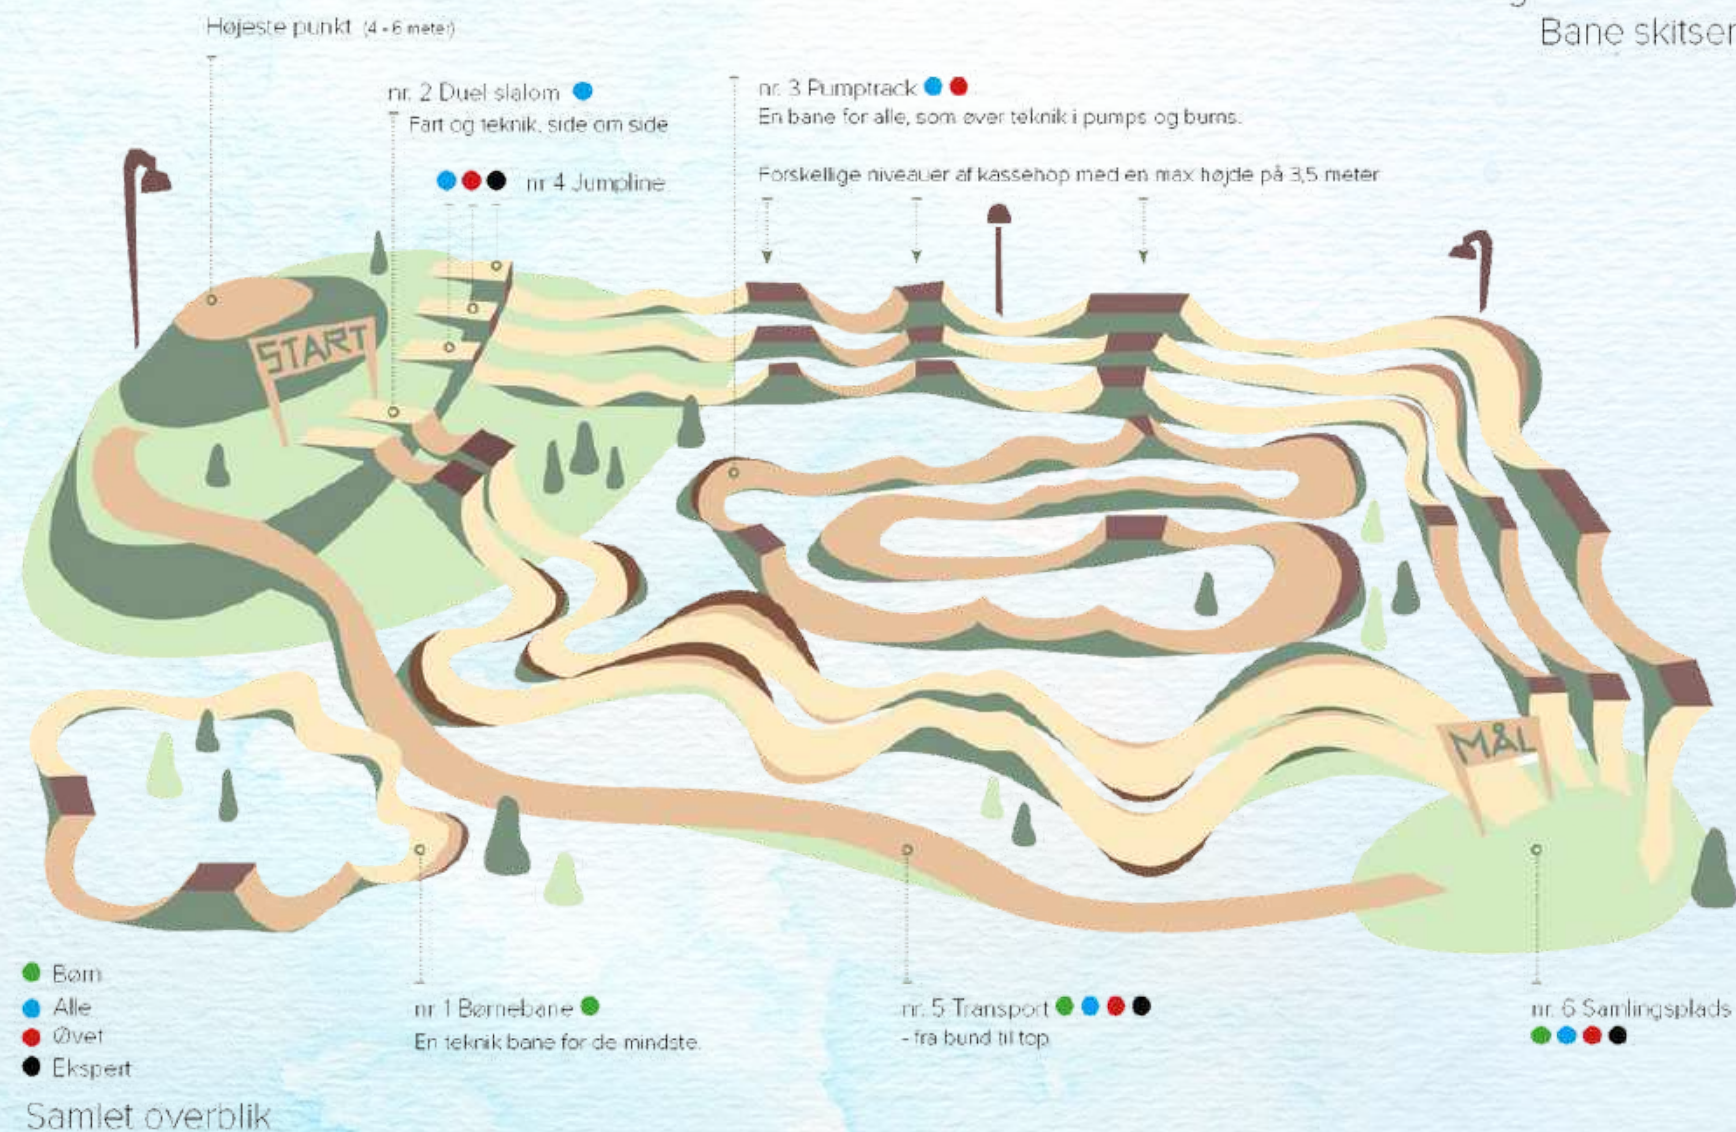 Bane skitser
Højeste punkt (4 - 6 meter)
nr. 2 Duel slalom
Fart og teknik, side om side
nr. 3 Pumptrack
En bane for alle, som øver teknik i pumps og burns.
nr 4 Jumpline
Forskellige niveauer af kassehop med en max højde på 3,5 meter
START
MÅL
Børn
Alle
Øvet
Ekspert
nr. 1 Børnebane
En teknik bane for de mindste.
nr. 5 Transport
- fra bund til top
nr. 6 Samlingsplads
Samlet overblik